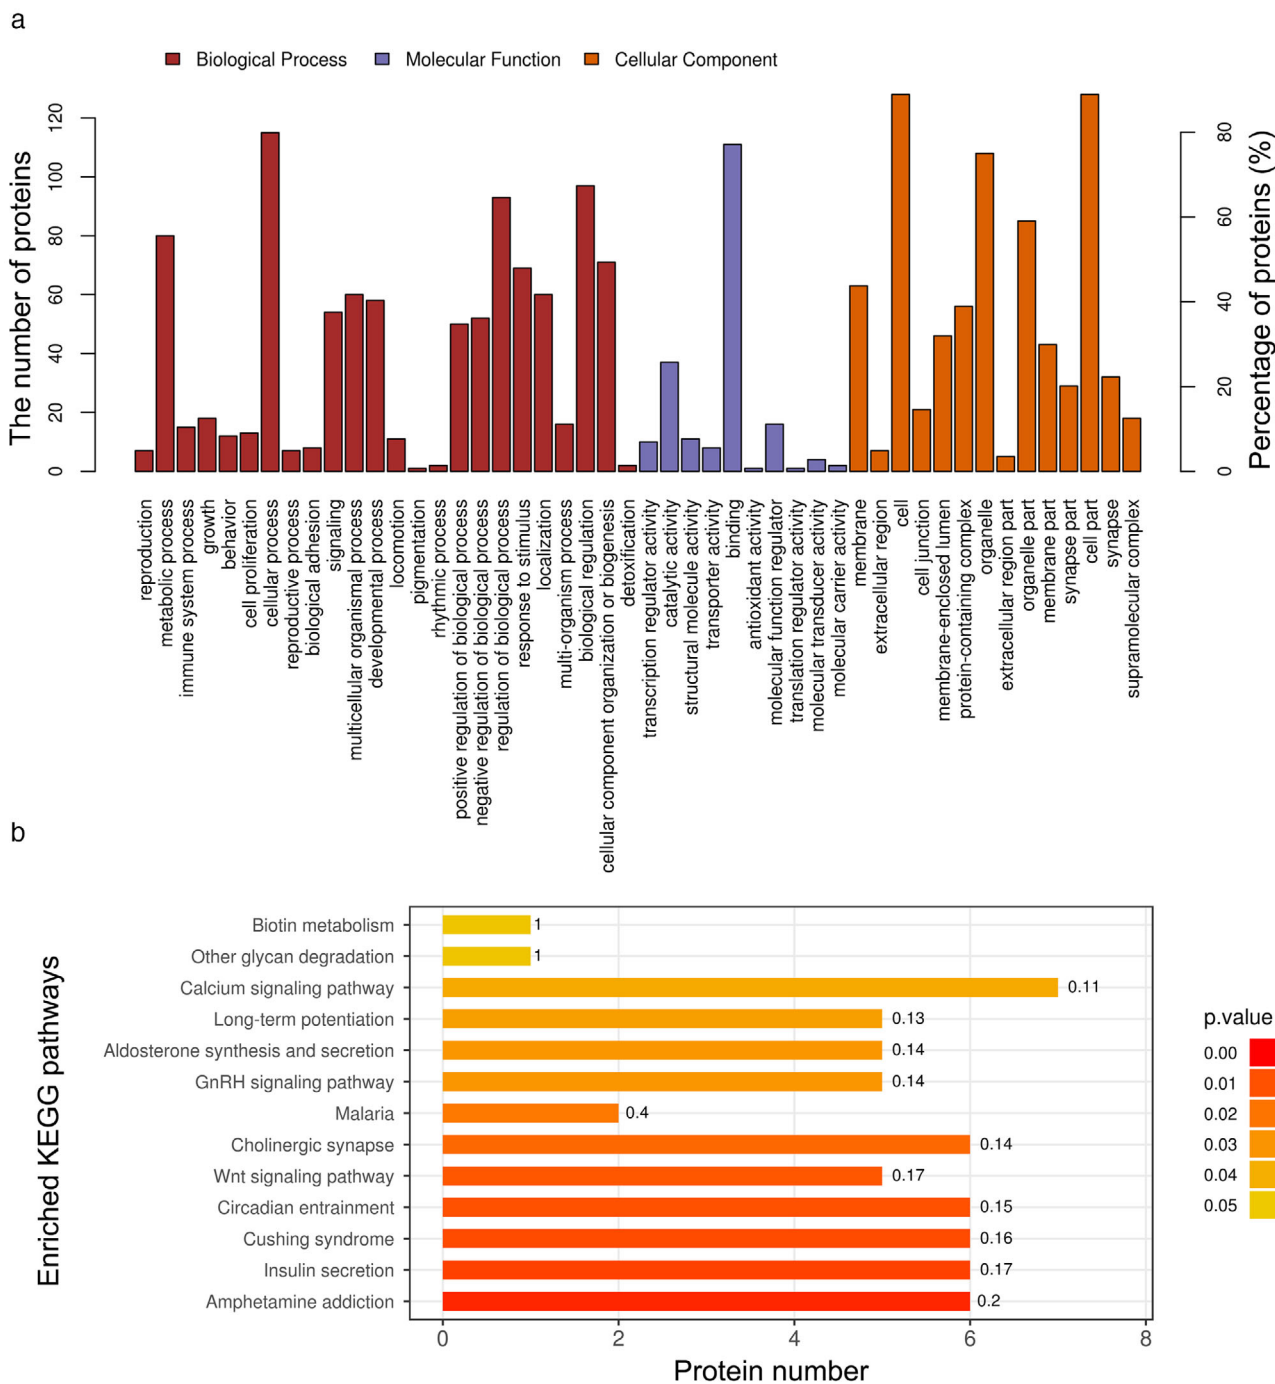 a
Biological Process Molecular Function Cellular Component
The number of proteins
0
20
40
60
80
100
120
Percentage of proteins (%)
0
20
40
60
80
reproduction
metabolic process
immune system process
growth
behavior
cell proliferation
cellular process
reproductive process
biological adhesion
signaling
multicellular organismal process
developmental process
locomotion
pigmentation
rhythmic process
positive regulation of biological process
negative regulation of biological process
regulation of biological process
response to stimulus
localization
multi-organism process
biological regulation
cellular component organization or biogenesis
detoxification
transcription regulator activity
catalytic activity
structural molecule activity
transporter activity
binding
antioxidant activity
molecular function regulator
translation regulator activity
molecular transducer activity
molecular carrier activity
membrane
extracellular region
cell
cell junction
membrane-enclosed lumen
protein-containing complex
organelle
extracellular region part
organelle part
membrane part
synapse part
cell part
synapse
supramolecular complex
b
Enriched KEGG pathways
Biotin metabolism 1
Other glycan degradation 1
Calcium signaling pathway 0.11
Long-term potentiation 0.13
Aldosterone synthesis and secretion 0.14
GnRH signaling pathway 0.14
Malaria 0.4
Cholinergic synapse 0.14
Wnt signaling pathway 0.17
Circadian entrainment 0.15
Cushing syndrome 0.16
Insulin secretion 0.17
Amphetamine addiction 0.2
0 2 4 6 8
Protein number
p.value
0.00
0.01
0.02
0.03
0.04
0.05